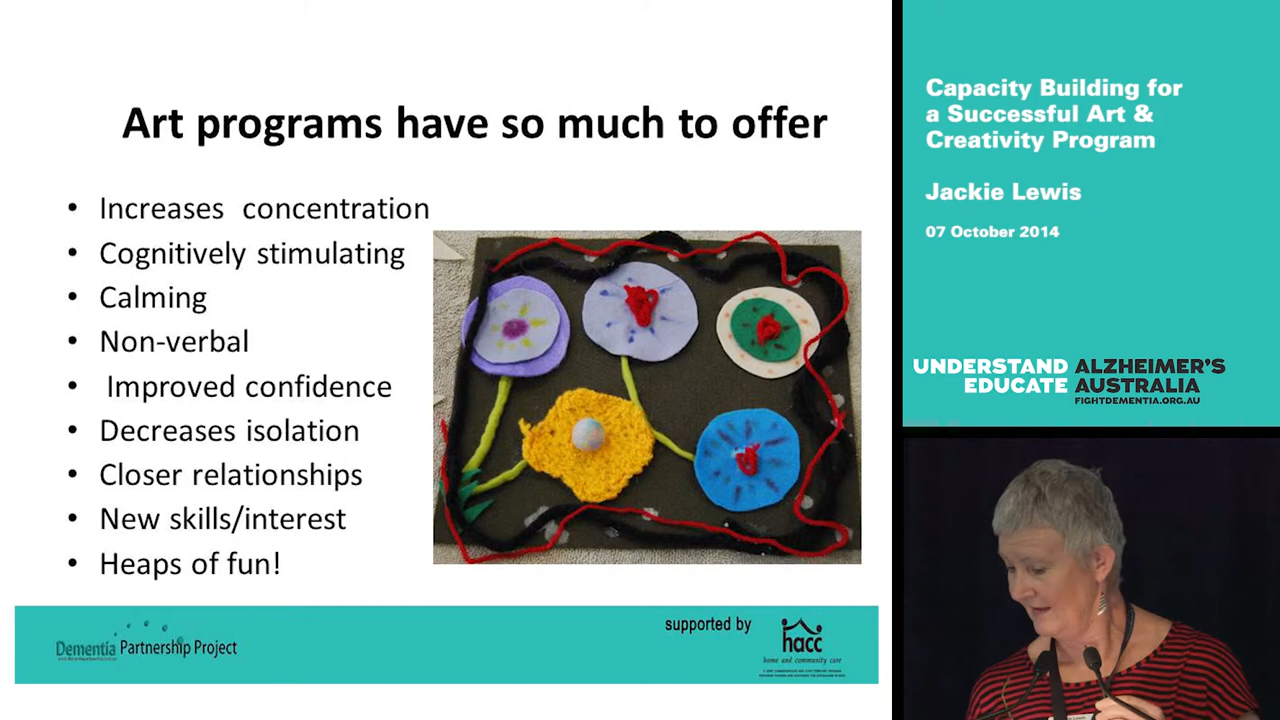 Art programs have so much to offer
• Increases concentration
• Cognitively stimulating
• Calming
• Non-verbal
• Improved confidence
• Decreases isolation
• Closer relationships
• New skills/interest
• Heaps of fun!
Dementia Partnership Project
supported by
hacc
home and community care
Capacity Building for
a Successful Art &
Creativity Program
Jackie Lewis
07 October 2014
UNDERSTAND ALZHEIMER'S
EDUCATE AUSTRALIA
FIGHTDEMENTIA.ORG.AU